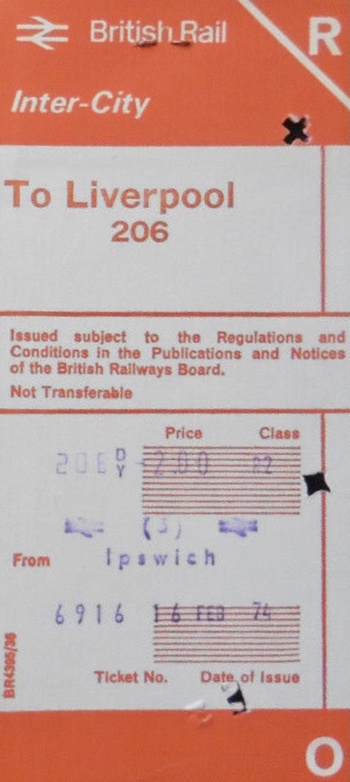 British Rail R
Inter-City
To Liverpool
206
Issued subject to the Regulations and
Conditions in the Publications and Notices
of the British Railways Board.
Not Transferable
Price Class
206 DY -2.00 R2
(3)
From Ipswich
6916 16 FEB 74
Ticket No. Date of Issue
BR4395/36
O